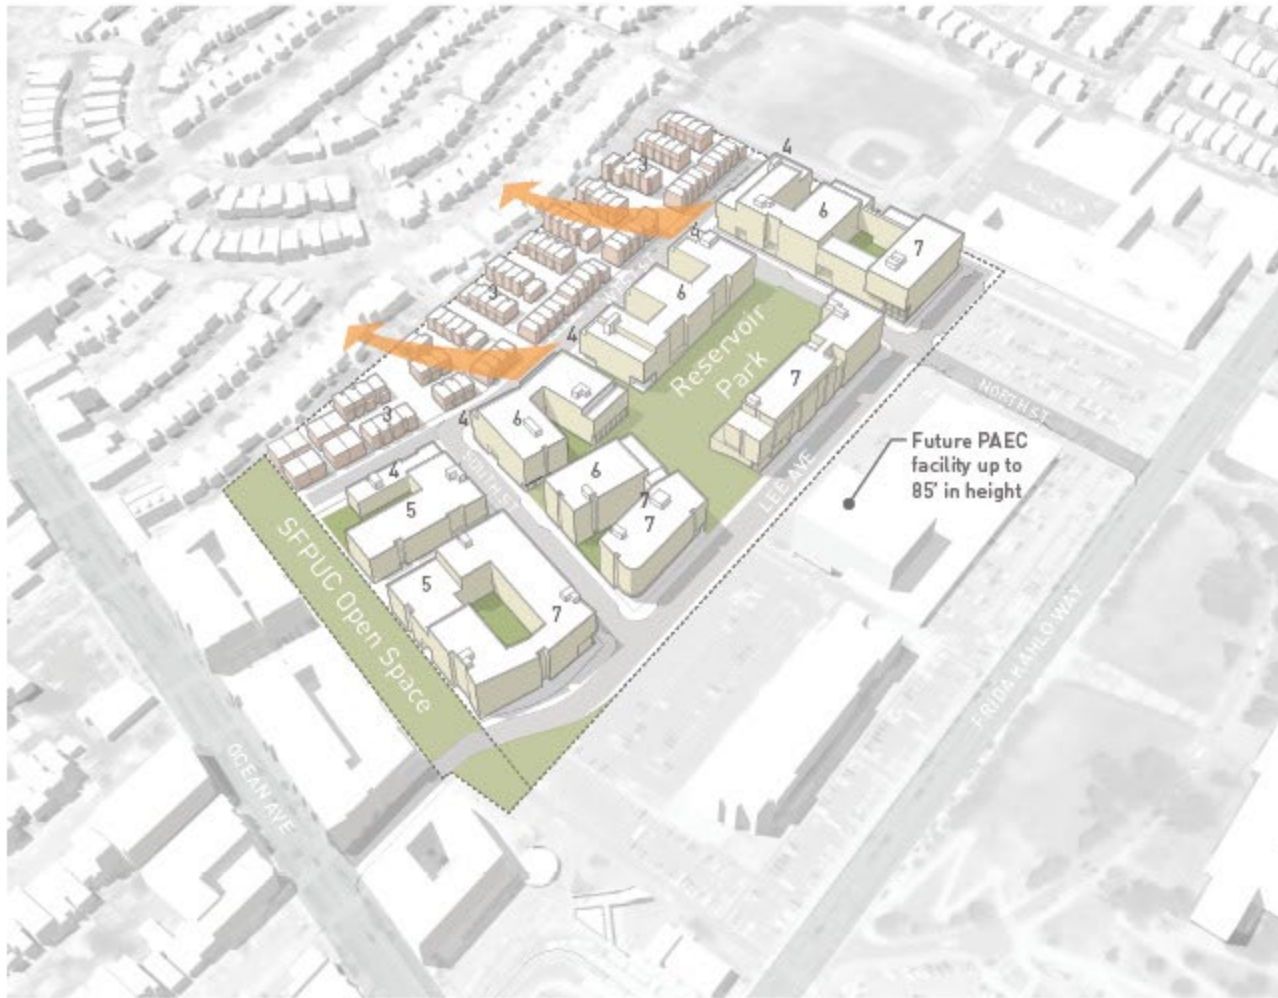 4
3
6
7
4
6
3
4
Reservoir
Park
7
NORTH ST.
3
4
6
Future PAEC
facility up to
85' in height
4
SOUTH ST.
6
LEE AVE
5
7
7
SFPUC Open Space
5
7
FRIDA KAHLO WAY
OCEAN AVE